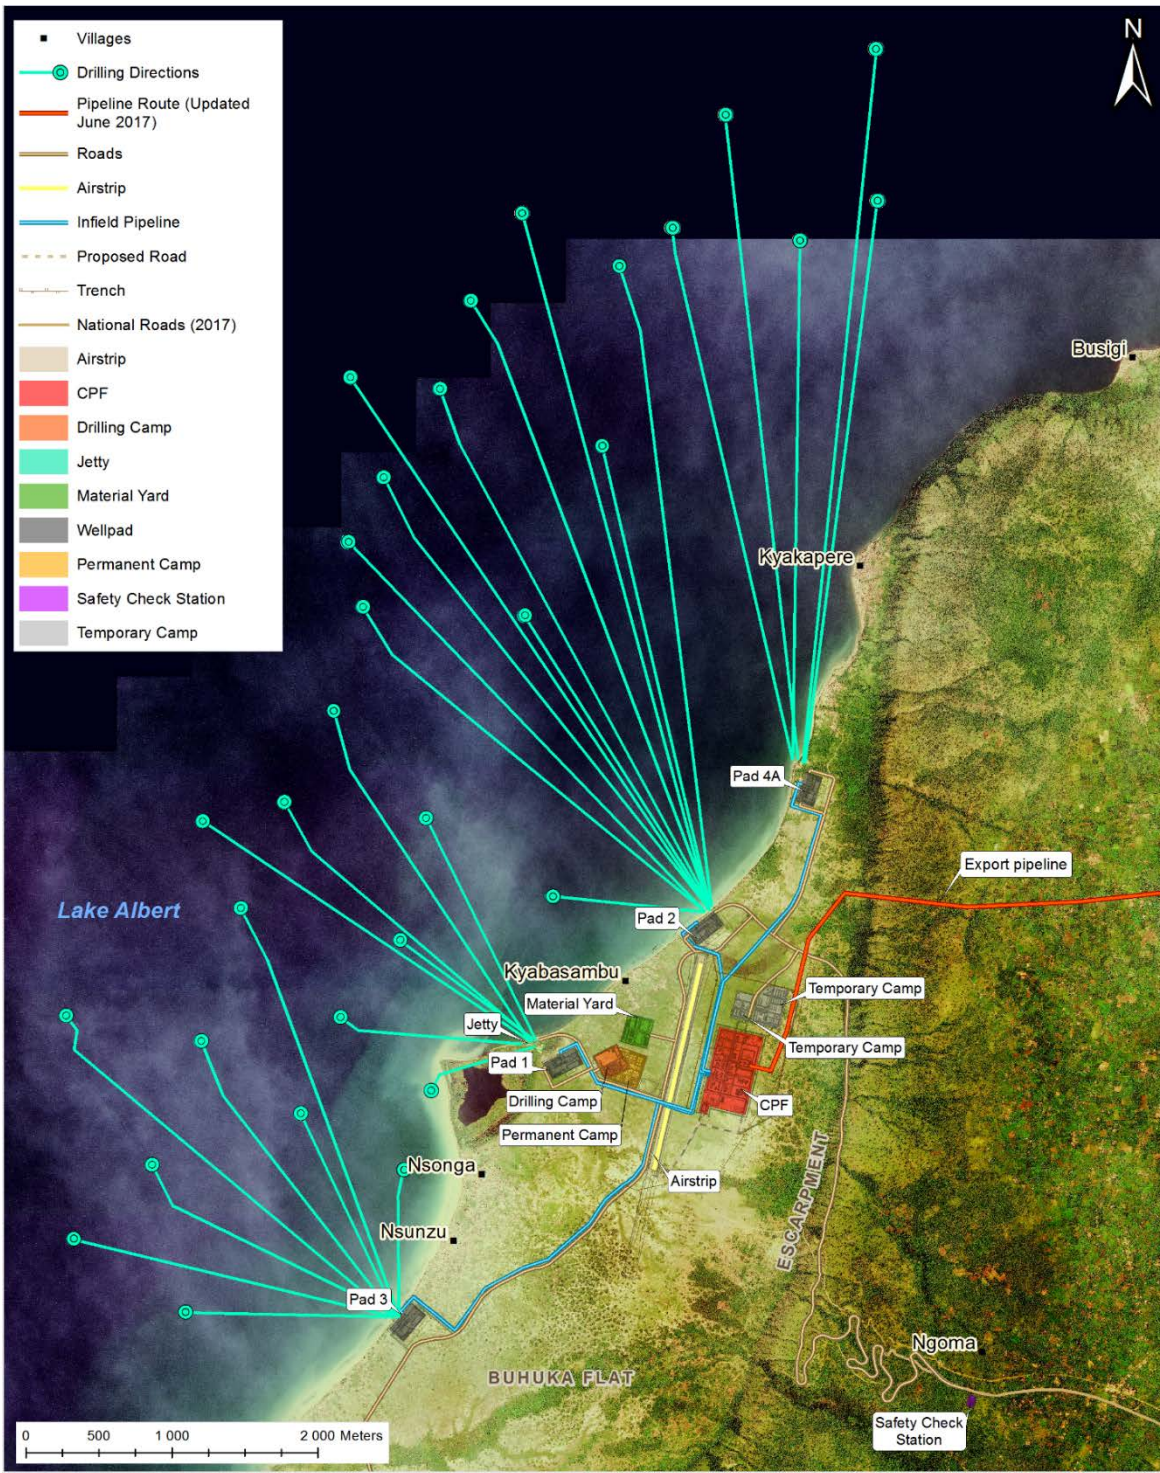 Villages
Drilling Directions
Pipeline Route (Updated
June 2017)
Roads
Airstrip
Infield Pipeline
Proposed Road
Trench
National Roads (2017)
Airstrip
CPF
Drilling Camp
Jetty
Material Yard
Wellpad
Permanent Camp
Safety Check Station
Temporary Camp
N
Busigi
Kyakapere
Pad 4A
Export pipeline
Lake Albert
Pad 2
Kyabasambu
Temporary Camp
Material Yard
Jetty
Temporary Camp
Pad 1
Drilling Camp
CPF
Permanent Camp
Nsonga
Airstrip
ESCARPMENT
Nsunzu
Pad 3
Ngoma
BUHUKA FLAT
Safety Check
Station
0 500 1 000 2 000 Meters